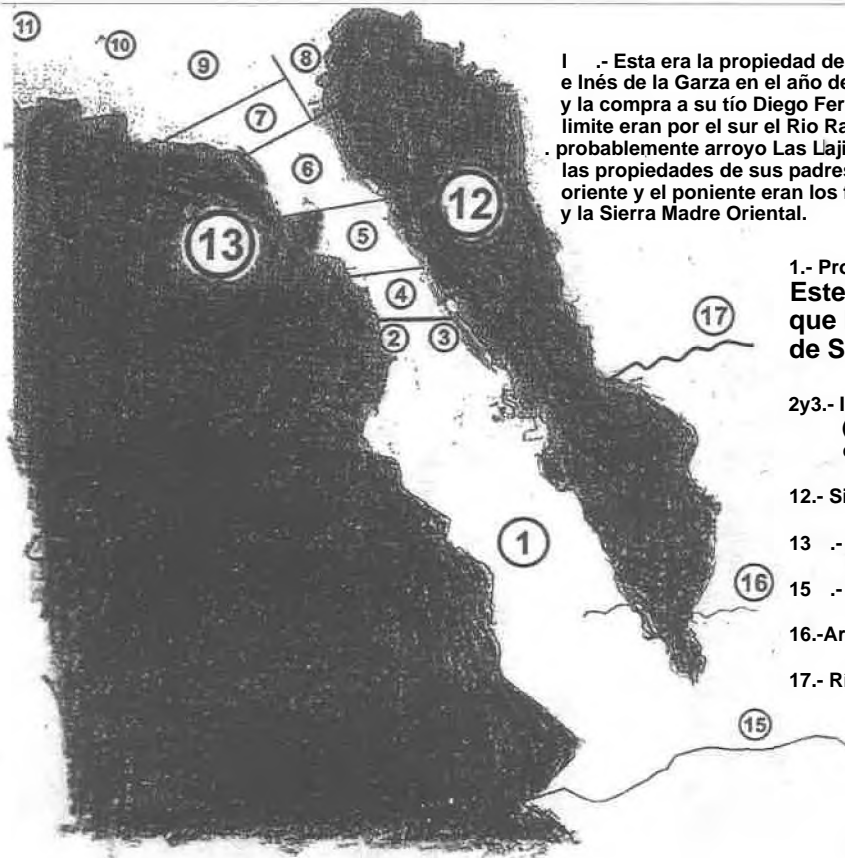 11
10
9
8
7
6
5
4
2 3
13
12
17
1
16
15
I .- Esta era la propiedad de
e Inés de la Garza en el año de
y la compra a su tío Diego Fer
limite eran por el sur el Rio Ra
. probablemente arroyo Las Laji
las propiedades de sus padres
oriente y el poniente eran los f
y la Sierra Madre Oriental.
1.- Pro
Este
que
de S
2y3.- I
(
12.- Si
13 .-
15 .-
16.-Ar
17.- Ri